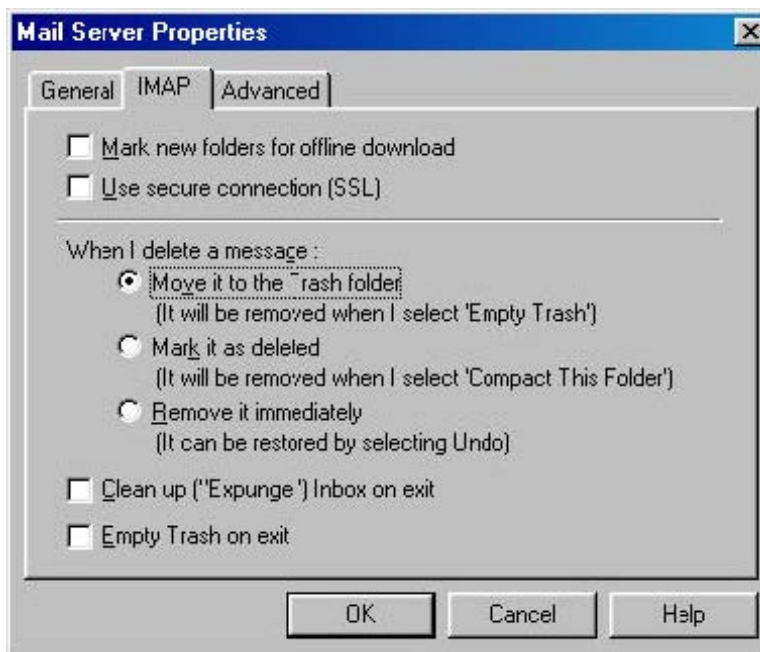 Mail Server Properties
General IMAP Advanced
Mark new folders for offline download
Use secure connection (SSL)
When I delete a message :
Move it to the Trash folder
(It will be removed when I select 'Empty Trash')
Mark it as deleted
(It will be removed when I select 'Compact This Folder')
Remove it immediately
(It can be restored by selecting Undo)
Clean up ("Expunge") Inbox on exit
Empty Trash on exit
OK Cancel Help